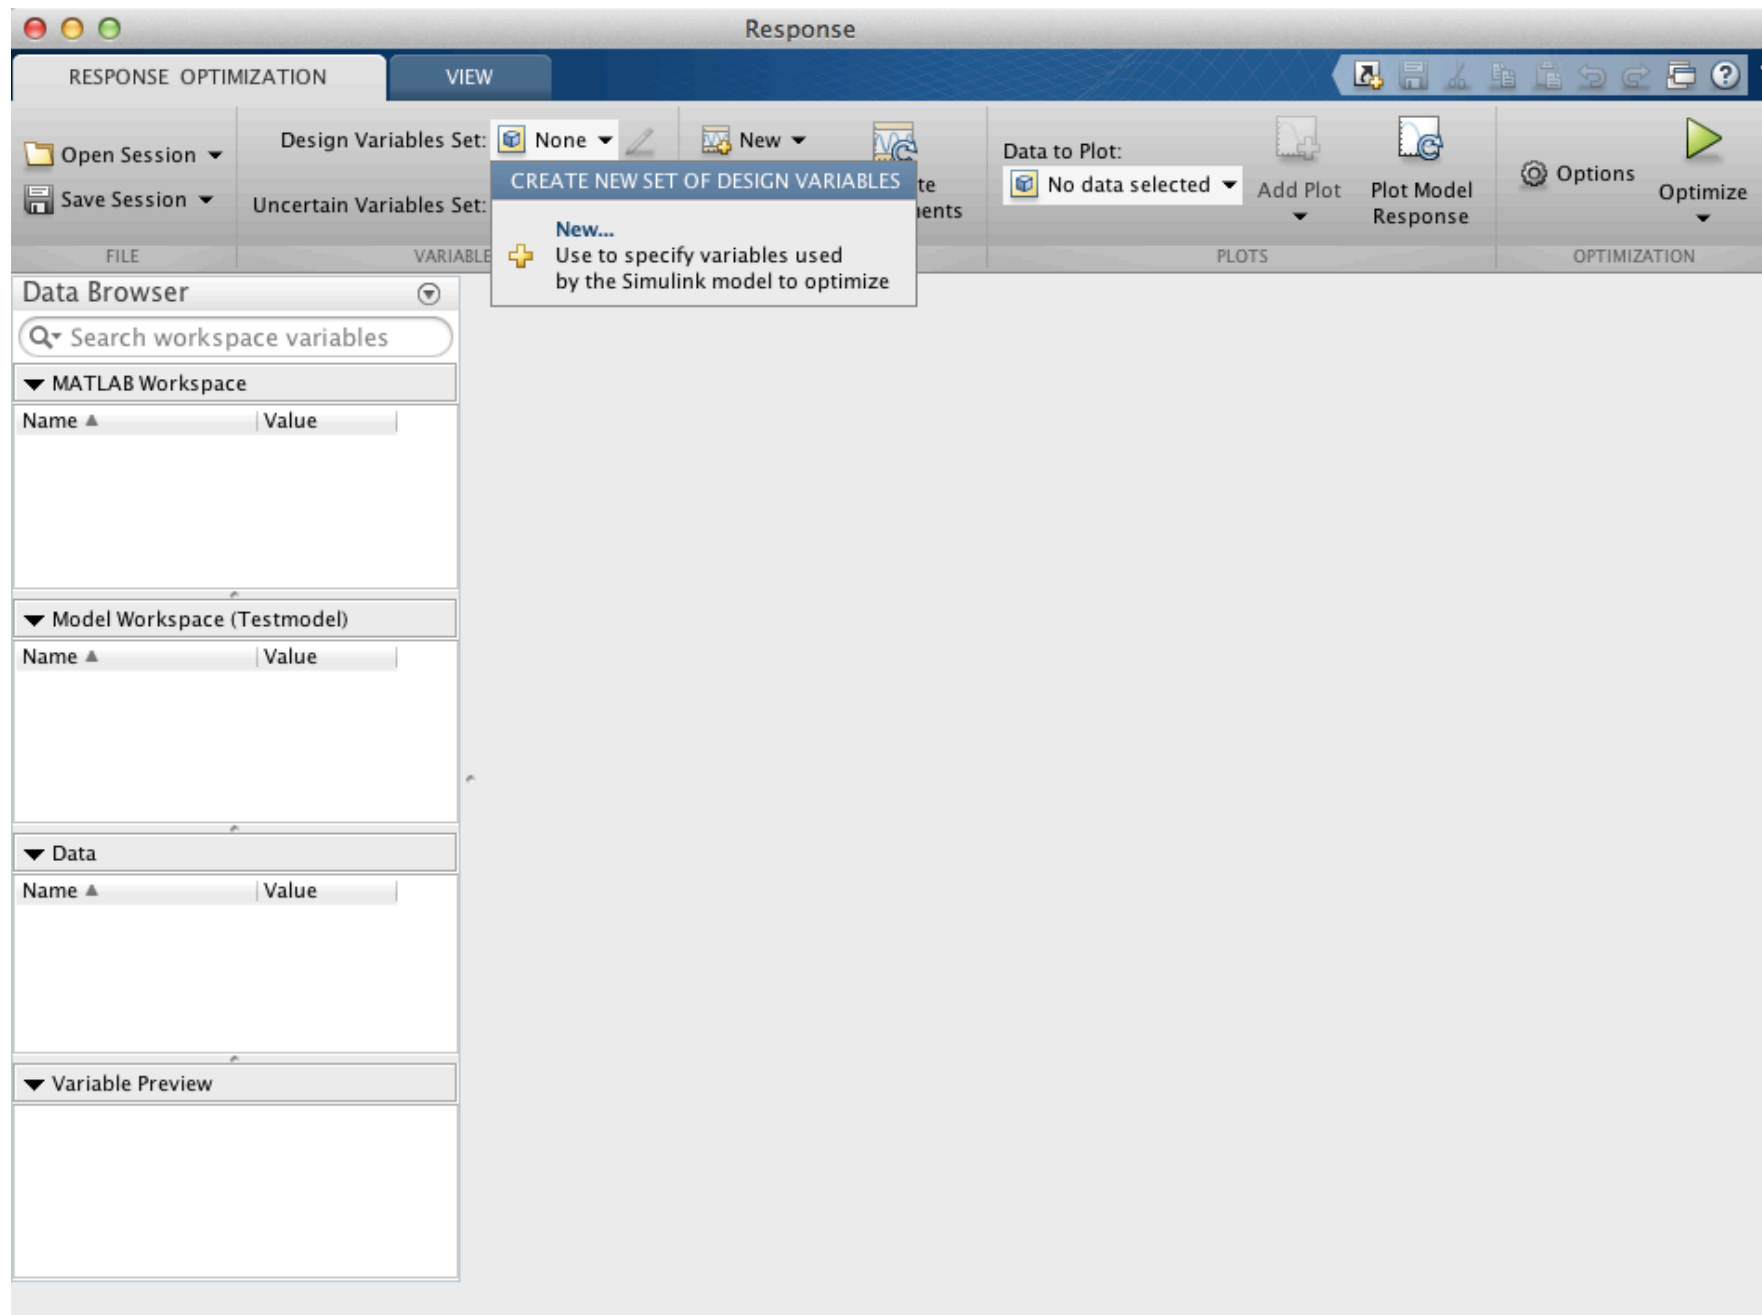 Response
RESPONSE OPTIMIZATION
VIEW
Open Session
Save Session
FILE
Design Variables Set:
None
Uncertain Variables Set:
CREATE NEW SET OF DESIGN VARIABLES
New...
Use to specify variables used
by the Simulink model to optimize
VARIABLE
New
te
ents
Data to Plot:
No data selected
Add Plot
Plot Model
Response
PLOTS
Options
Optimize
OPTIMIZATION
Data Browser
Search workspace variables
MATLAB Workspace
Name Value
Model Workspace (Testmodel)
Name Value
Data
Name Value
Variable Preview